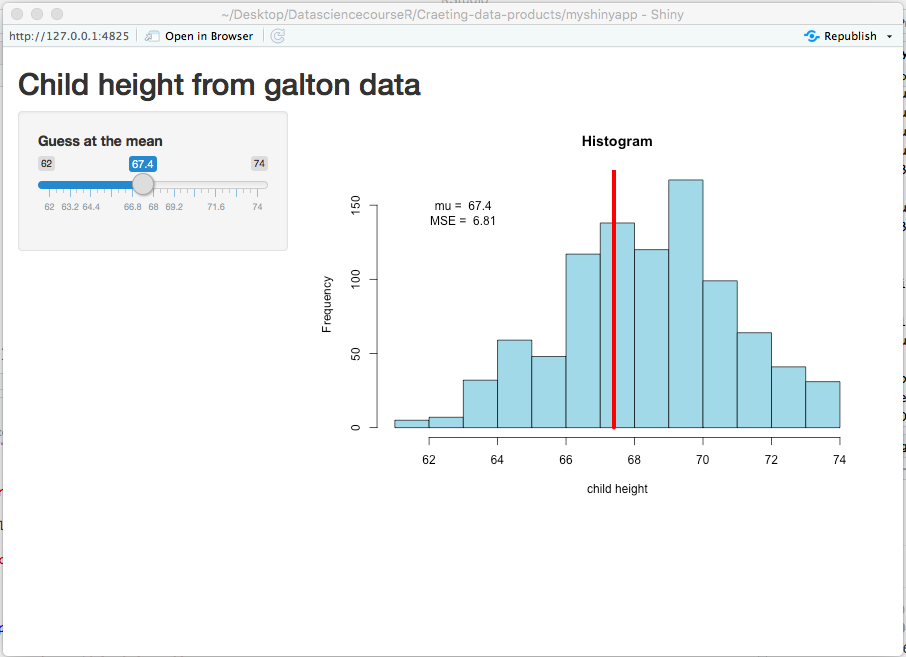 ~/Desktop/DatasciencecourseR/Craeting-data-products/myshinyapp - Shiny
http://127.0.0.1:4825 Open in Browser Republish
Child height from galton data
Guess at the mean
62 67.4 74
62 63.2 64.4 66.8 68 69.2 71.6 74
Histogram
mu = 67.4
MSE = 6.81
Frequency
150
100
50
0
62 64 66 68 70 72 74
child height